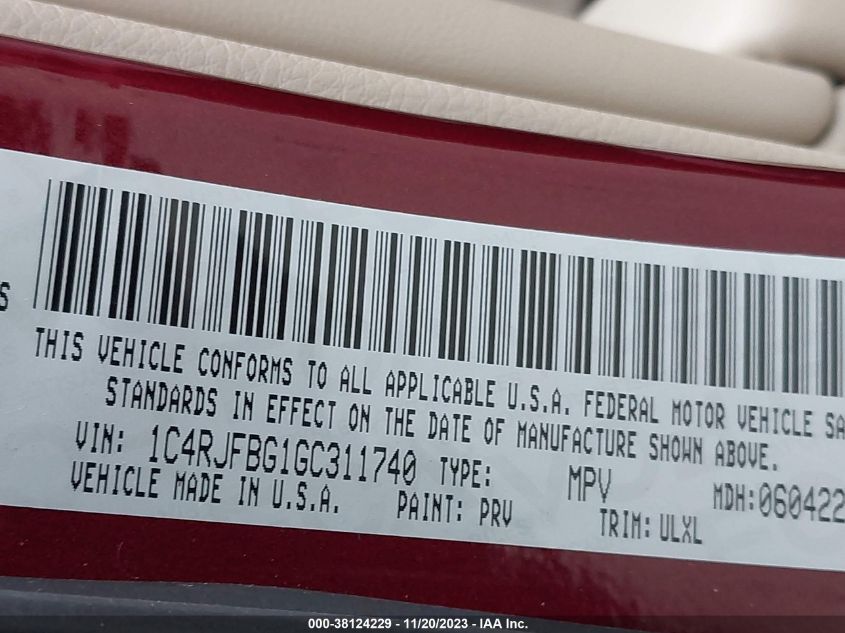 S
THIS VEHICLE CONFORMS TO ALL APPLICABLE U.S.A. FEDERAL MOTOR VEHICLE SA
STANDARDS IN EFFECT ON THE DATE OF MANUFACTURE SHOWN ABOVE.
VIN: 1C4RJFBG1GC311740 TYPE: MPV MDH:060422
VEHICLE MADE IN U.S.A. PAINT: PRV TRIM: ULXL
000-38124229 - 11/20/2023 - IAA Inc.